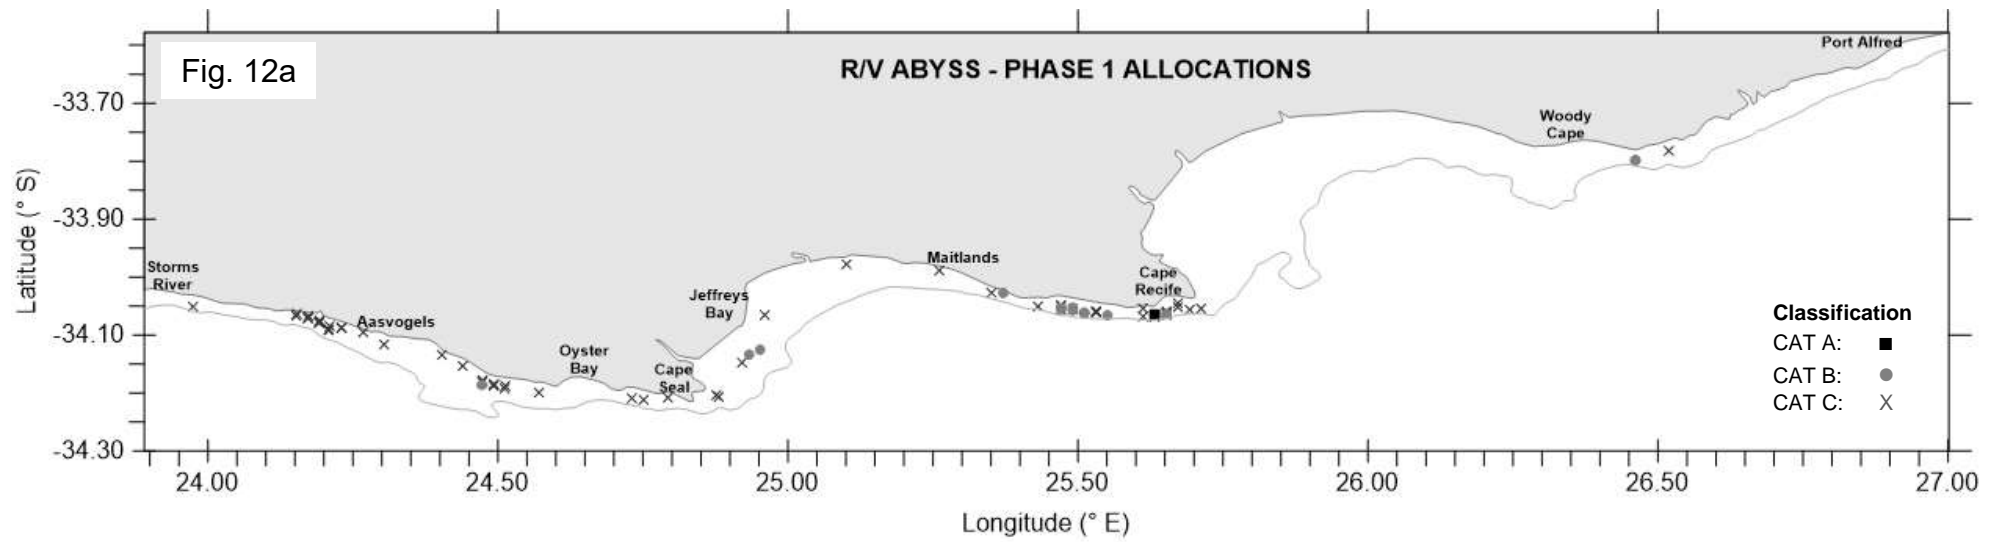 Fig. 12a
R/V ABYSS - PHASE 1 ALLOCATIONS
Port Alfred
-33.70
Woody
Cape
Latitude (° S)
-33.90
Storms
River
Maitlands
Cape
Recife
Jeffreys
Bay
Aasvogels
-34.10
Oyster
Bay
Cape
Seal
Classification
CAT A:
CAT B:
CAT C:
-34.30
24.00 24.50 25.00 25.50 26.00 26.50 27.00
Longitude (° E)